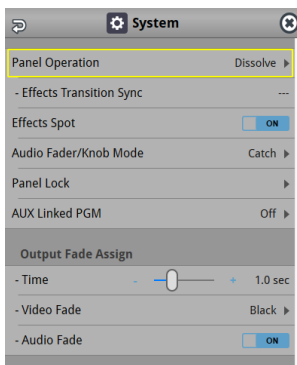 System
Panel Operation Dissolve
- Effects Transition Sync ---
Effects Spot ON
Audio Fader/Knob Mode Catch
Panel Lock
AUX Linked PGM Off
Output Fade Assign
- Time - + 1.0 sec
- Video Fade Black
- Audio Fade ON